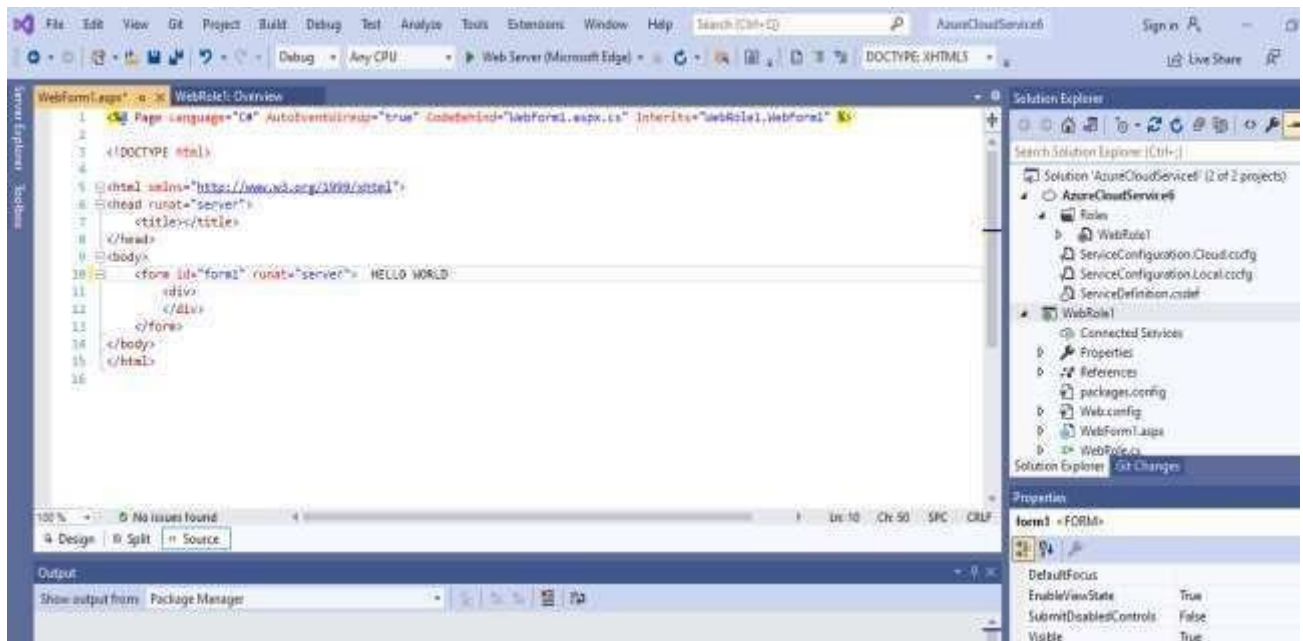 File Edit View Git Project Build Debug Test Analyze Tools Extensions Window Help Search (Ctrl+Q) AzureCloudService6 Sign in
Debug Any CPU Web Server (Microsoft Edge) DOCTYPE: XHTML5 Live Share
Server Explorer
Toolbox
WebForm1.aspx* WebRole1: Overview
1 <%@ Page Language="C#" AutoEventWireup="true" CodeBehind="WebForm1.aspx.cs" Inherits="WebRole1.WebForm1" %>
2
3 <!DOCTYPE html>
4
5 <html xmlns="http://www.w3.org/1999/xhtml">
6 <head runat="server">
7 <title></title>
8 </head>
9 <body>
10 <form id="form1" runat="server"> HELLO WORLD
11 <div>
12 </div>
13 </form>
14 </body>
15 </html>
16
100 % No issues found Ln: 10 Ch: 50 SPC CRLF
Design Split Source
Output
Show output from: Package Manager
Solution Explorer
Search Solution Explorer (Ctrl+;)
Solution 'AzureCloudService6' (2 of 2 projects)
AzureCloudService6
Roles
WebRole1
ServiceConfiguration.Cloud.cscfg
ServiceConfiguration.Local.cscfg
ServiceDefinition.csdef
WebRole1
Connected Services
Properties
References
packages.config
Web.config
WebForm1.aspx
WebRole.cs
Solution Explorer Git Changes
Properties
form1 <FORM>
DefaultFocus
EnableViewState True
SubmitDisabledControls False
Visible True